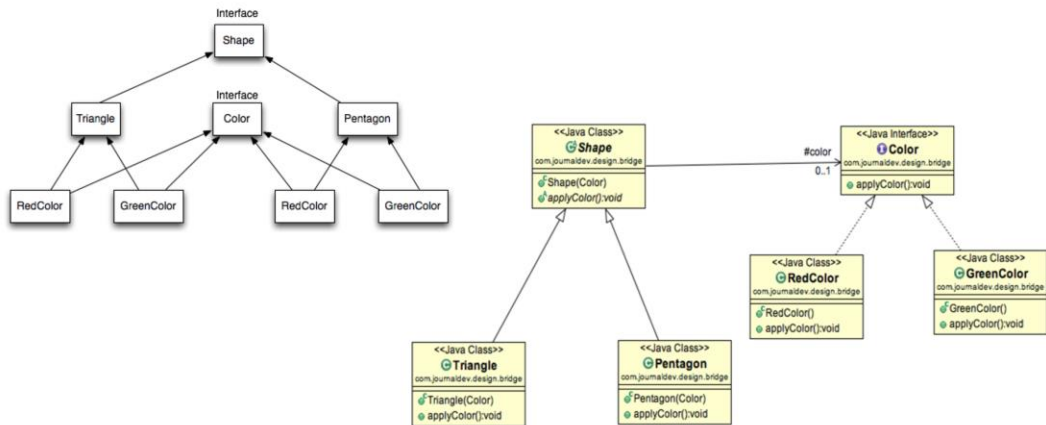 Interface
Shape
Interface
Triangle
Color
Pentagon
RedColor
GreenColor
RedColor
GreenColor
<<Java Class>>
Shape
com.journaldev.design.bridge
Shape(Color)
applyColor():void
#color
0..1
<<Java Interface>>
Color
com.journaldev.design.bridge
applyColor():void
<<Java Class>>
RedColor
com.journaldev.design.bridge
RedColor()
applyColor():void
<<Java Class>>
GreenColor
com.journaldev.design.bridge
GreenColor()
applyColor():void
<<Java Class>>
Triangle
com.journaldev.design.bridge
Triangle(Color)
applyColor():void
<<Java Class>>
Pentagon
com.journaldev.design.bridge
Pentagon(Color)
applyColor():void